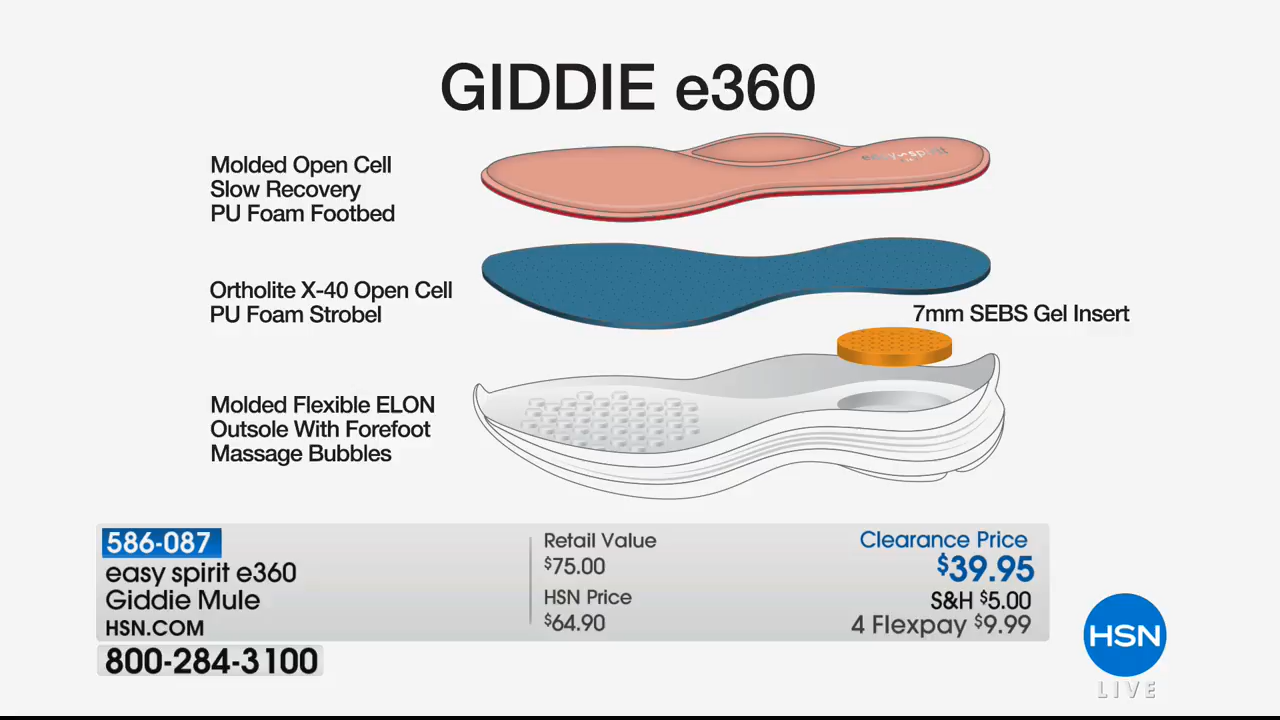 GIDDIE e360
Molded Open Cell
Slow Recovery
PU Foam Footbed
easy spirit
Ortholite X-40 Open Cell
PU Foam Strobel
7mm SEBS Gel Insert
Molded Flexible ELON
Outsole With Forefoot
Massage Bubbles
586-087
easy spirit e360
Giddie Mule
HSN.COM
800-284-3100
Retail Value
$75.00
HSN Price
$64.90
Clearance Price
$39.95
S&H $5.00
4 Flexpay $9.99
HSN
LIVE